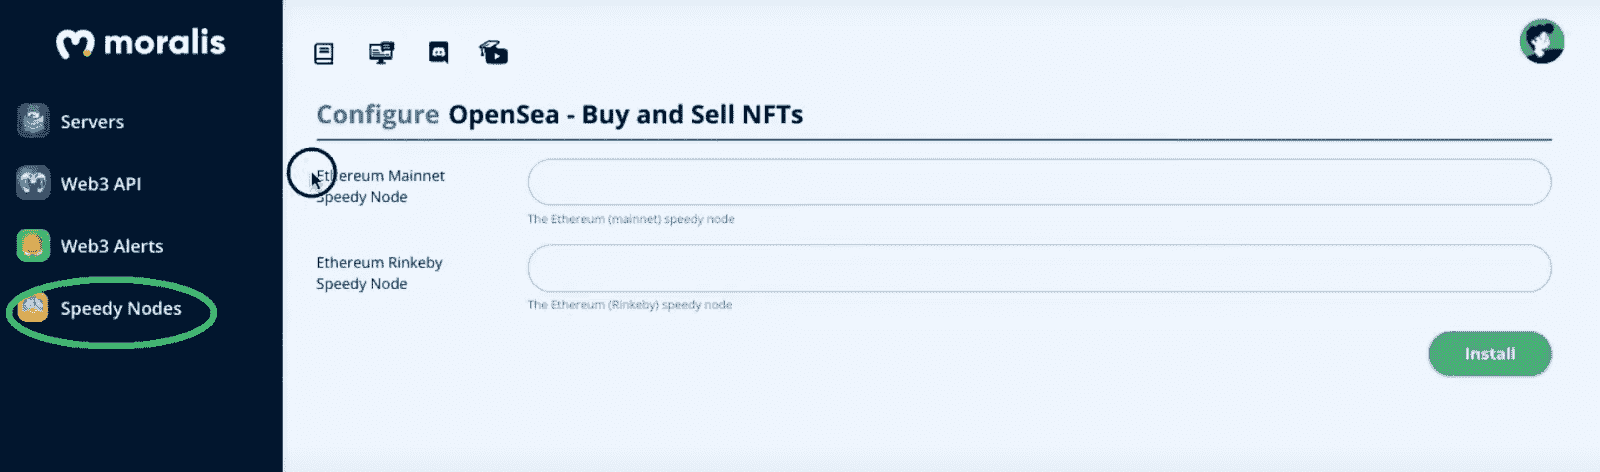 moralis
Servers
Web3 API
Web3 Alerts
Speedy Nodes
Configure OpenSea - Buy and Sell NFTs
Ethereum Mainnet
Speedy Node
The Ethereum (mainnet) speedy node
Ethereum Rinkeby
Speedy Node
The Ethereum (Rinkeby) speedy node
Install